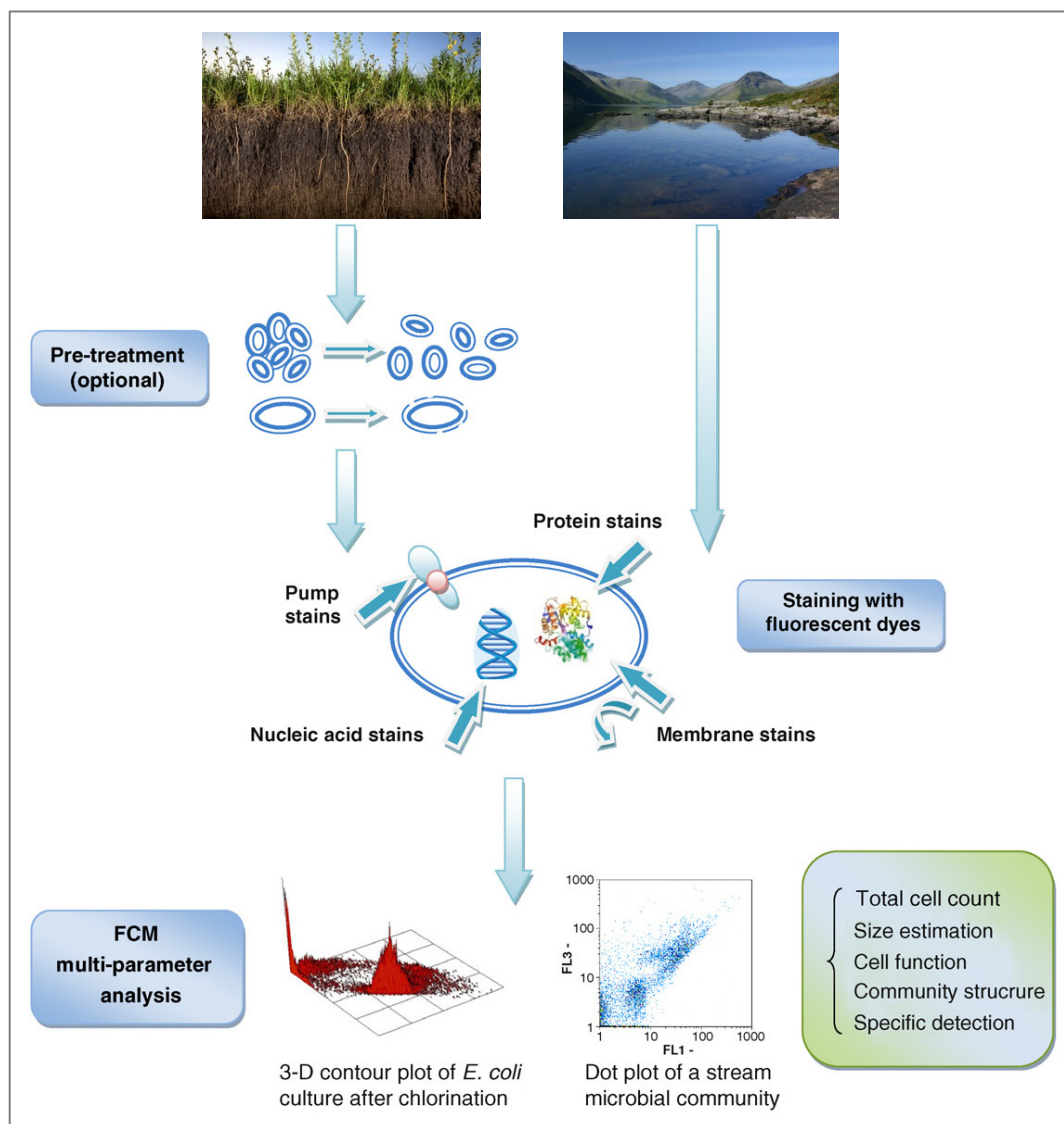 Pre-treatment
(optional)
Protein stains
Pump
stains
Staining with
fluorescent dyes
Nucleic acid stains
Membrane stains
FCM
multi-parameter
analysis
1000
100
10
1
FL3 -
1
10
100
1000
FL1 -
Total cell count
Size estimation
Cell function
Community strucrure
Specific detection
3-D contour plot of E. coli
culture after chlorination
Dot plot of a stream
microbial community